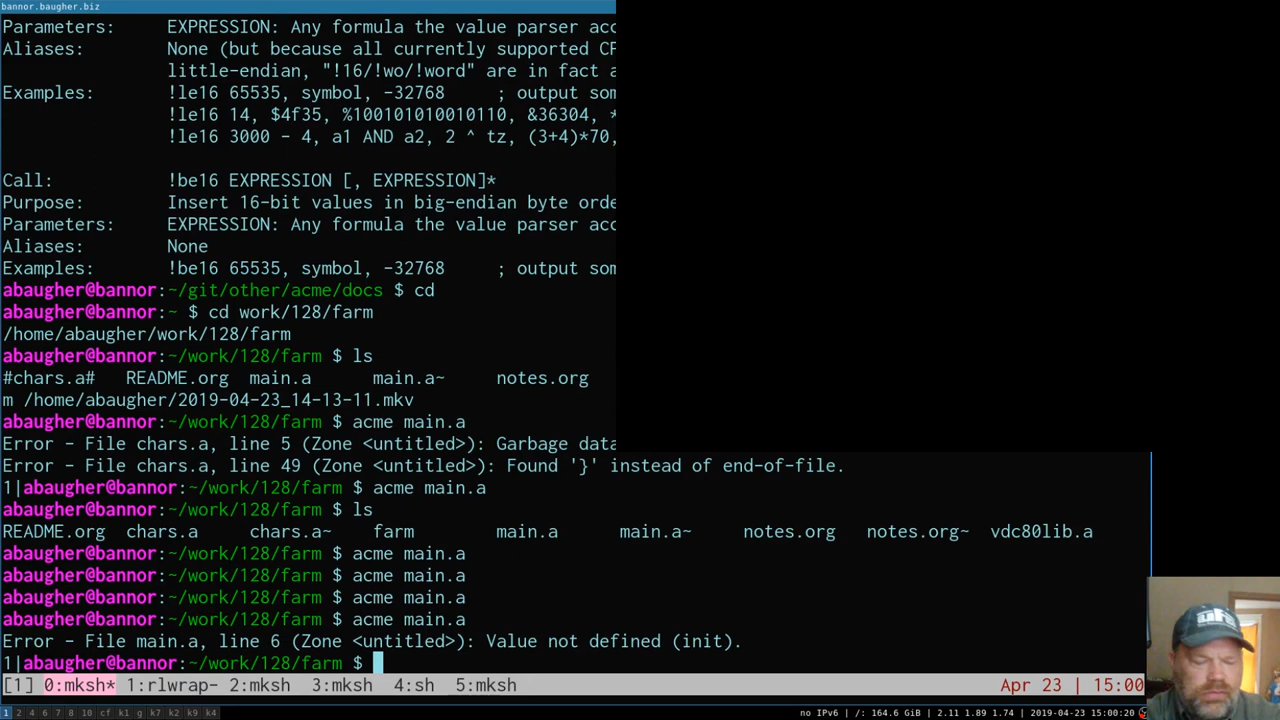 bannor.baugher.biz
Parameters: EXPRESSION: Any formula the value parser acc
Aliases: None (but because all currently supported CP
little-endian, "!16/!wo/!word" are in fact a
Examples: !le16 65535, symbol, -32768 ; output som
!le16 14, $4f35, %100101010010110, &36304, *
!le16 3000 - 4, a1 AND a2, 2 ^ tz, (3+4)*70,
Call: !be16 EXPRESSION [, EXPRESSION]*
Purpose: Insert 16-bit values in big-endian byte orde
Parameters: EXPRESSION: Any formula the value parser acc
Aliases: None
Examples: !be16 65535, symbol, -32768 ; output som
abaugher@bannor:~/git/other/acme/docs $ cd
abaugher@bannor:~ $ cd work/128/farm
/home/abaugher/work/128/farm
abaugher@bannor:~/work/128/farm $ ls
#chars.a# README.org main.a main.a~ notes.org
m /home/abaugher/2019-04-23_14-13-11.mkv
abaugher@bannor:~/work/128/farm $ acme main.a
Error - File chars.a, line 5 (Zone <untitled>): Garbage data
Error - File chars.a, line 49 (Zone <untitled>): Found '}' instead of end-of-file.
1|abaugher@bannor:~/work/128/farm $ acme main.a
abaugher@bannor:~/work/128/farm $ ls
README.org chars.a chars.a~ farm main.a main.a~ notes.org notes.org~ vdc80lib.a
abaugher@bannor:~/work/128/farm $ acme main.a
abaugher@bannor:~/work/128/farm $ acme main.a
abaugher@bannor:~/work/128/farm $ acme main.a
abaugher@bannor:~/work/128/farm $ acme main.a
Error - File main.a, line 6 (Zone <untitled>): Value not defined (init).
1|abaugher@bannor:~/work/128/farm $
[1] 0:mksh* 1:rlwrap- 2:mksh 3:mksh 4:sh 5:mksh Apr 23 | 15:00
1 2 4 5 6 7 8 10 cf k1 g k7 k2 k9 k4 no IPv6 | /: 164.6 GiB | 2.11 1.89 1.74 | 2019-04-23 15:00:20